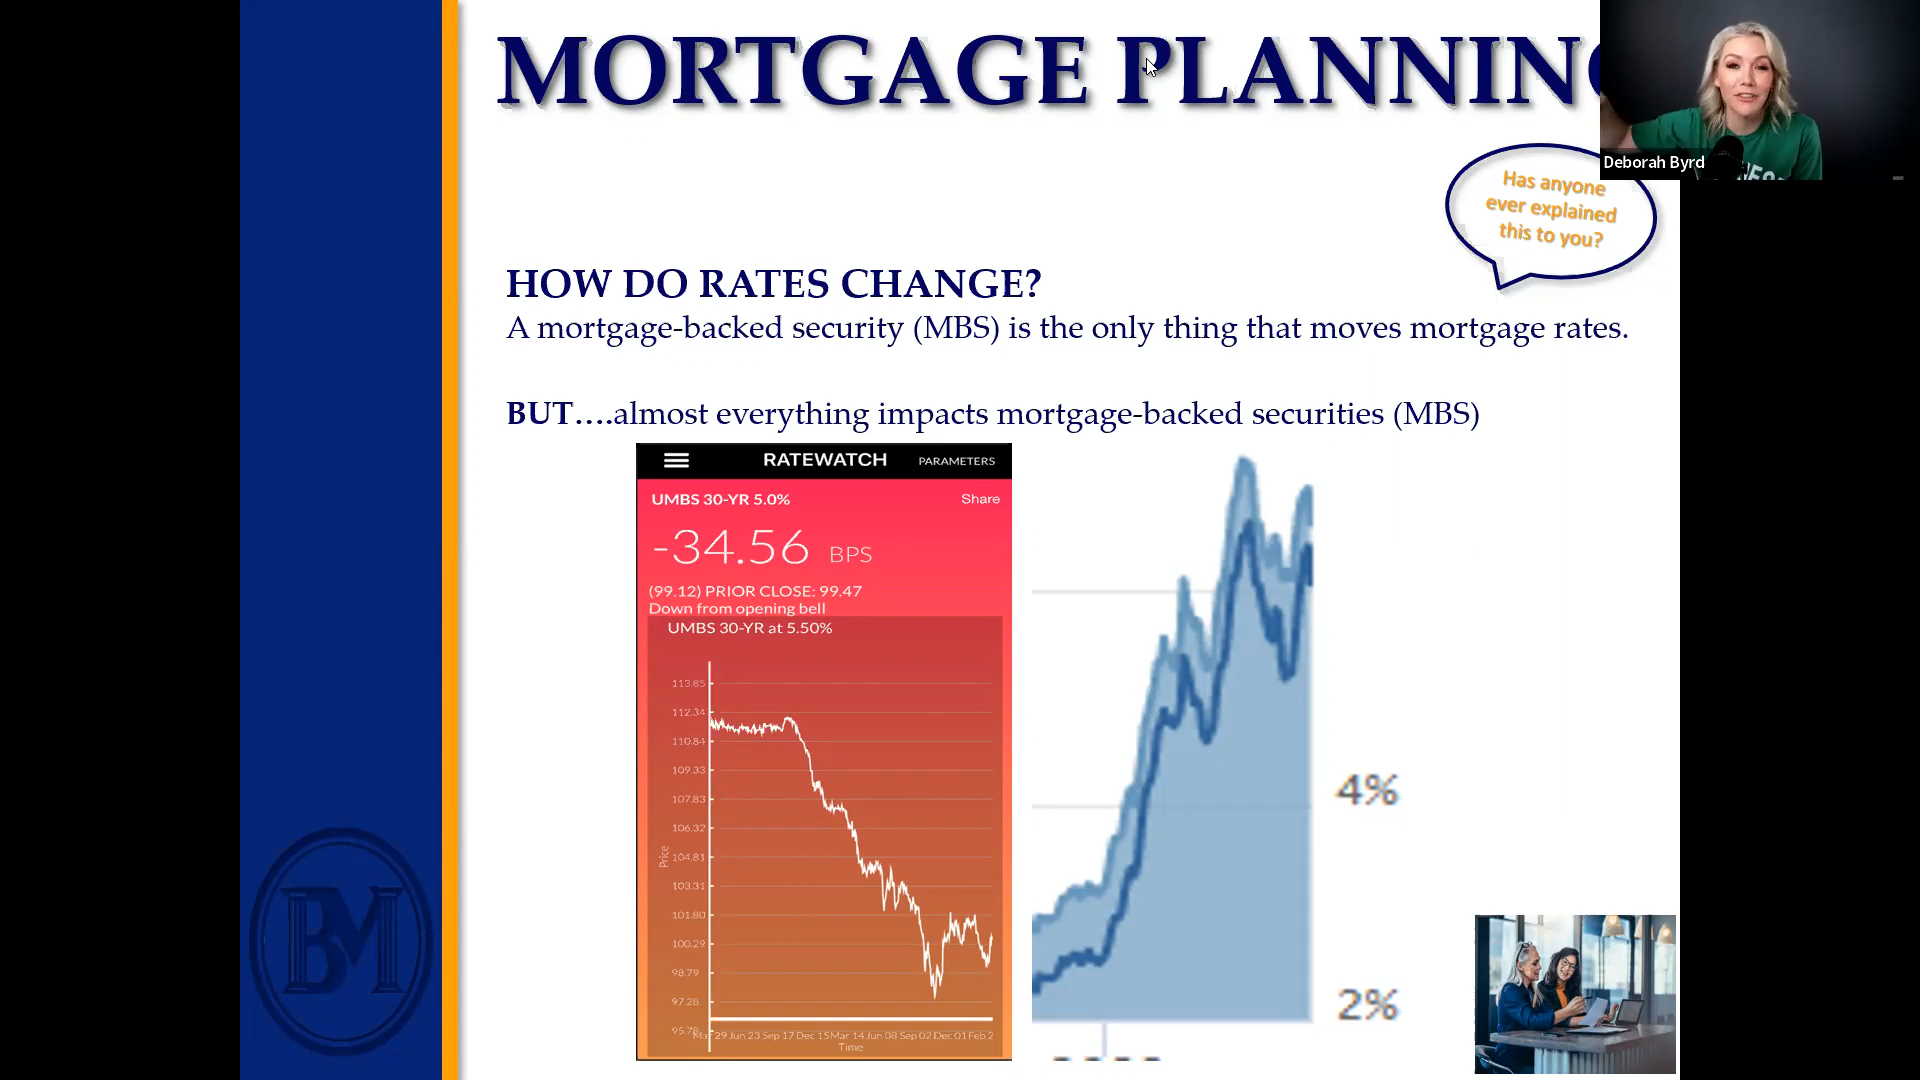 MORTGAGE PLANNING
Deborah Byrd
Has anyone
ever explained
this to you?
HOW DO RATES CHANGE?
A mortgage-backed security (MBS) is the only thing that moves mortgage rates.
BUT….almost everything impacts mortgage-backed securities (MBS)
RATEWATCH
PARAMETERS
UMBS 30-YR 5.0%
Share
-34.56 BPS
(99.12) PRIOR CLOSE: 99.47
Down from opening bell
UMBS 30-YR at 5.50%
113.85
112.34
110.84
109.33
107.83
106.32
104.81
103.31
101.80
100.29
98.79
97.28
95.78
Price
Mar 29 Jun 23 Sep 17 Dec 15 Mar 14 Jun 08 Sep 02 Dec 01 Feb 2
Time
4%
2%
BM